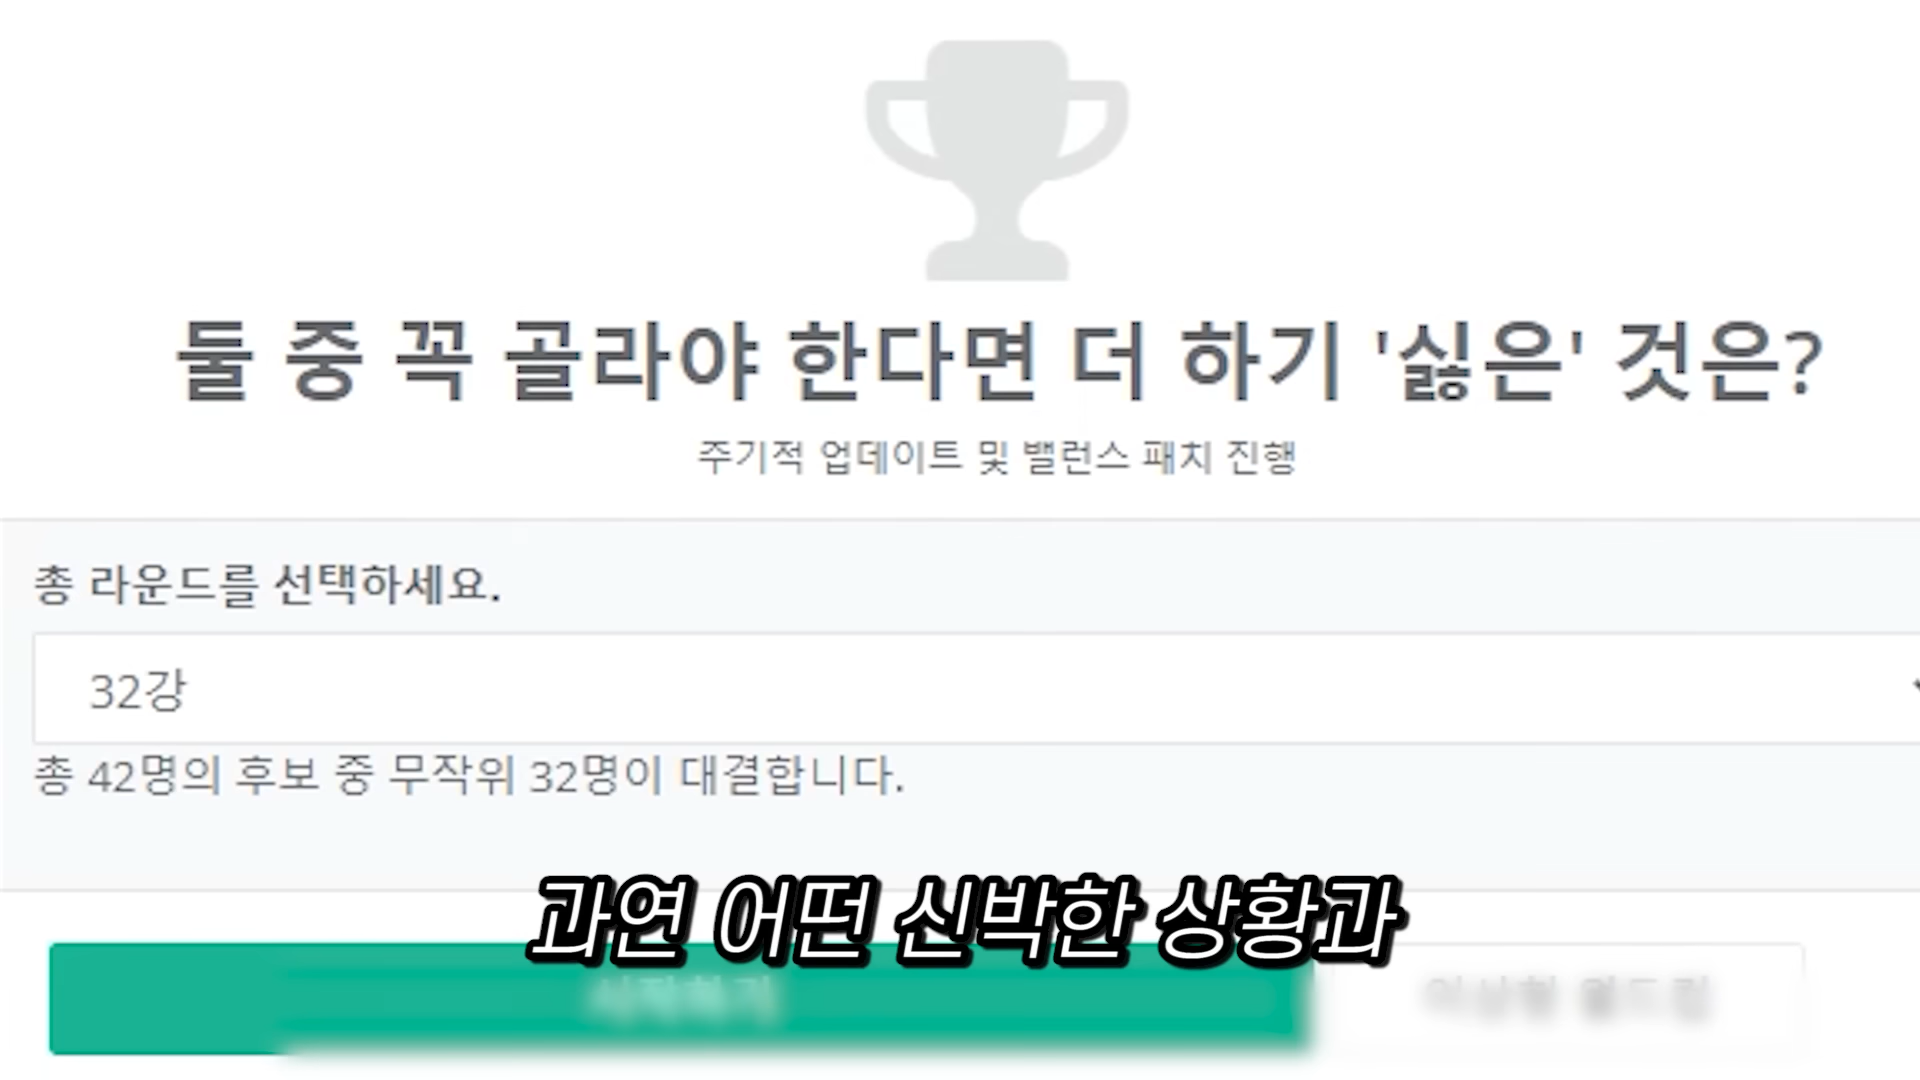 둘 중 꼭 골라야 한다면 더 하기 '싫은' 것은?
주기적 업데이트 및 밸런스 패치 진행
총 라운드를 선택하세요.
32강
총 42명의 후보 중 무작위 32명이 대결합니다.
과연 어떤 신박한 상황과